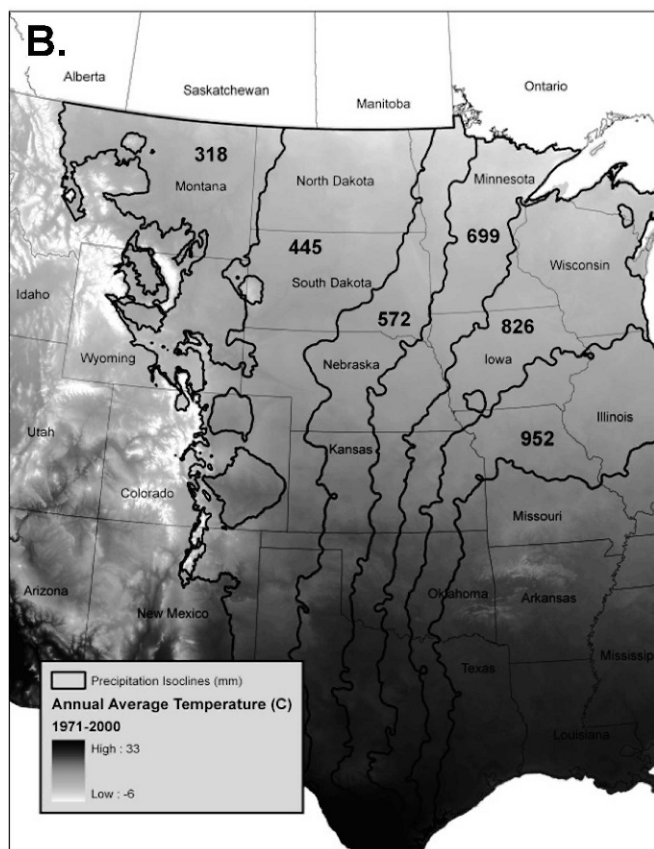 B.
Alberta
Saskatchewan
Manitoba
Ontario
318
Montana
North Dakota
Minnesota
445
699
South Dakota
Wisconsin
Idaho
572
826
Wyoming
Nebraska
Iowa
Utah
Illinois
Kansas
952
Colorado
Missouri
Arizona
New Mexico
Oklahoma
Arkansas
Mississip
Texas
Louisiana
Precipitation Isoclines (mm)
Annual Average Temperature (C)
1971-2000
High : 33
Low : -6